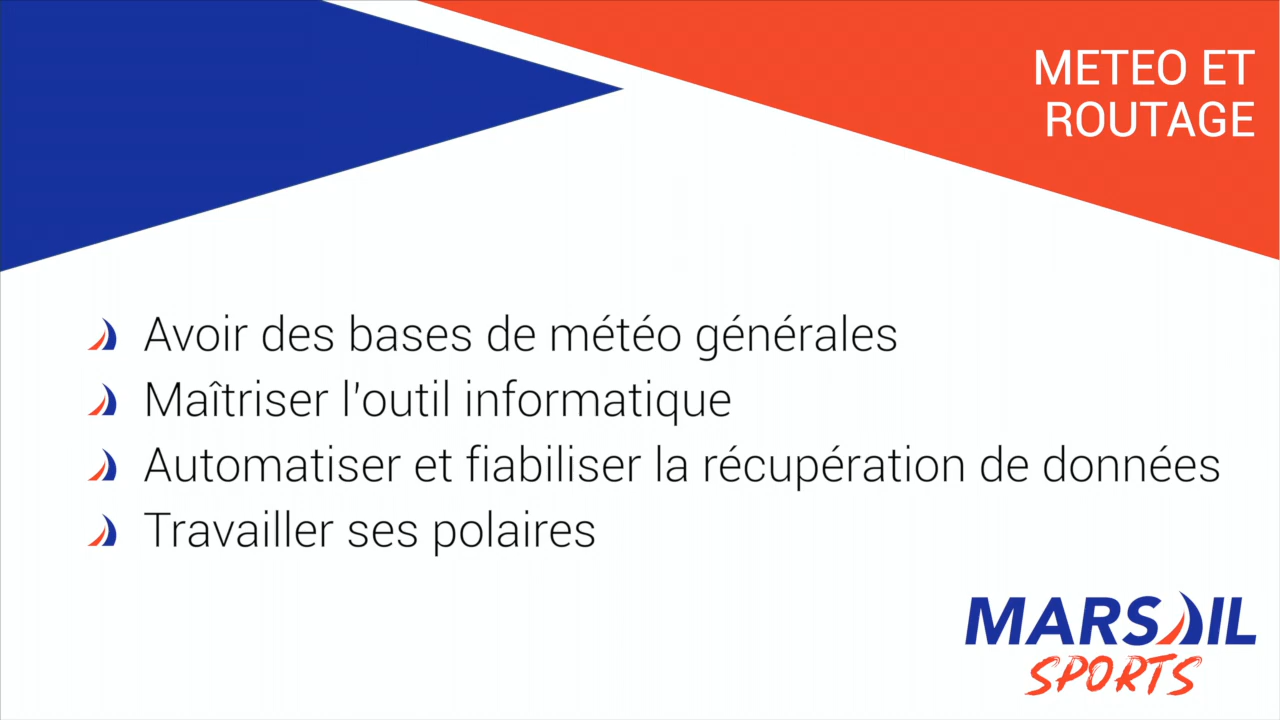 METEO ET
ROUTAGE
Avoir des bases de météo générales
Maîtriser l'outil informatique
Automatiser et fiabiliser la récupération de données
Travailler ses polaires
MARSAIL
SPORTS